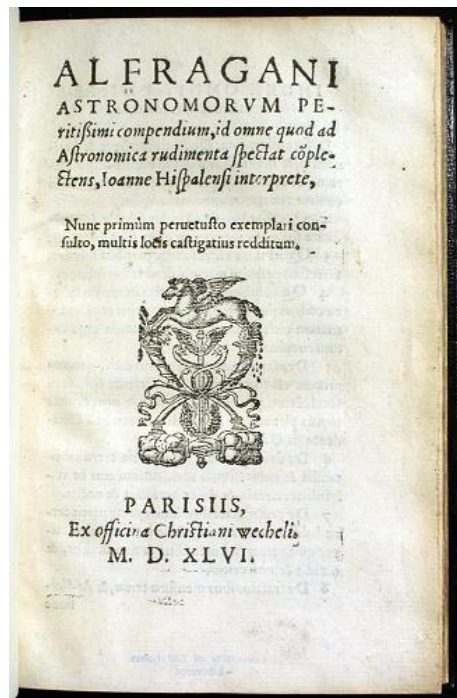 ALFRAGANI
ASTRONOMORVM PE-
ritißimi compendium, id omne quod ad
Astronomica rudimenta spectat cõple-
ctens, Ioanne Hispalensi interprete,
Nunc primùm peruetusto exemplari con-
sulto, multis locis castigatius redditum.
PARISIIS,
Ex officina Christiani wecheli,
M. D. XLVI.